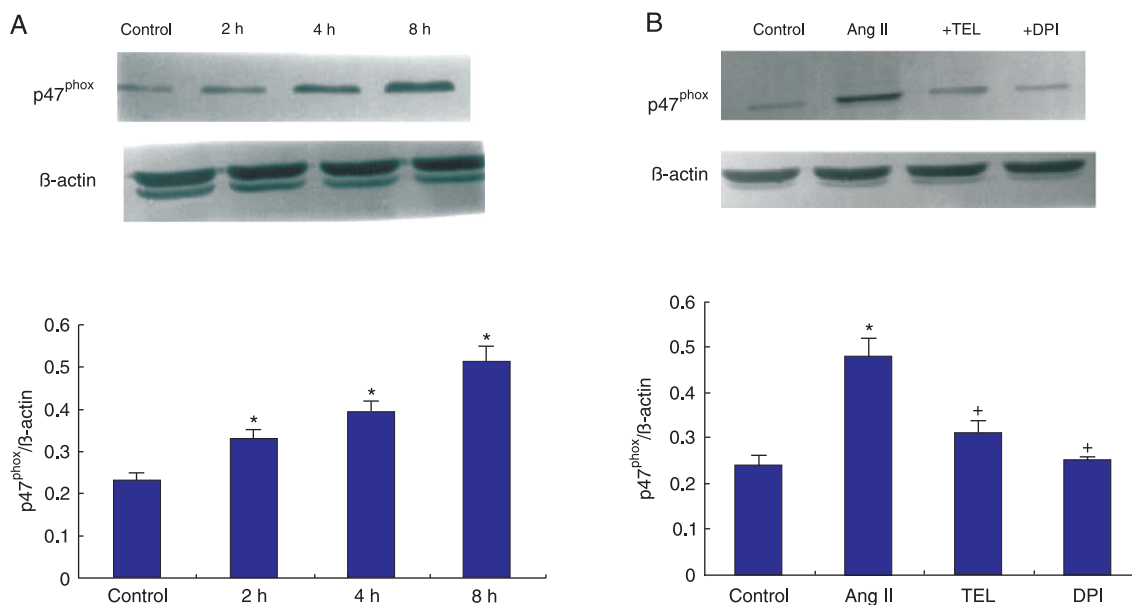 A
Control 2 h 4 h 8 h
p47phox
ß-actin
p47phox/ß-actin
0.6
0.5
0.4
0.3
0.2
0.1
0
*
*
*
Control 2 h 4 h 8 h
B
Control Ang II +TEL +DPI
p47phox
ß-actin
p47phox/ß-actin
0.6
0.5
0.4
0.3
0.2
0.1
0
*
+
+
Control Ang II TEL DPI